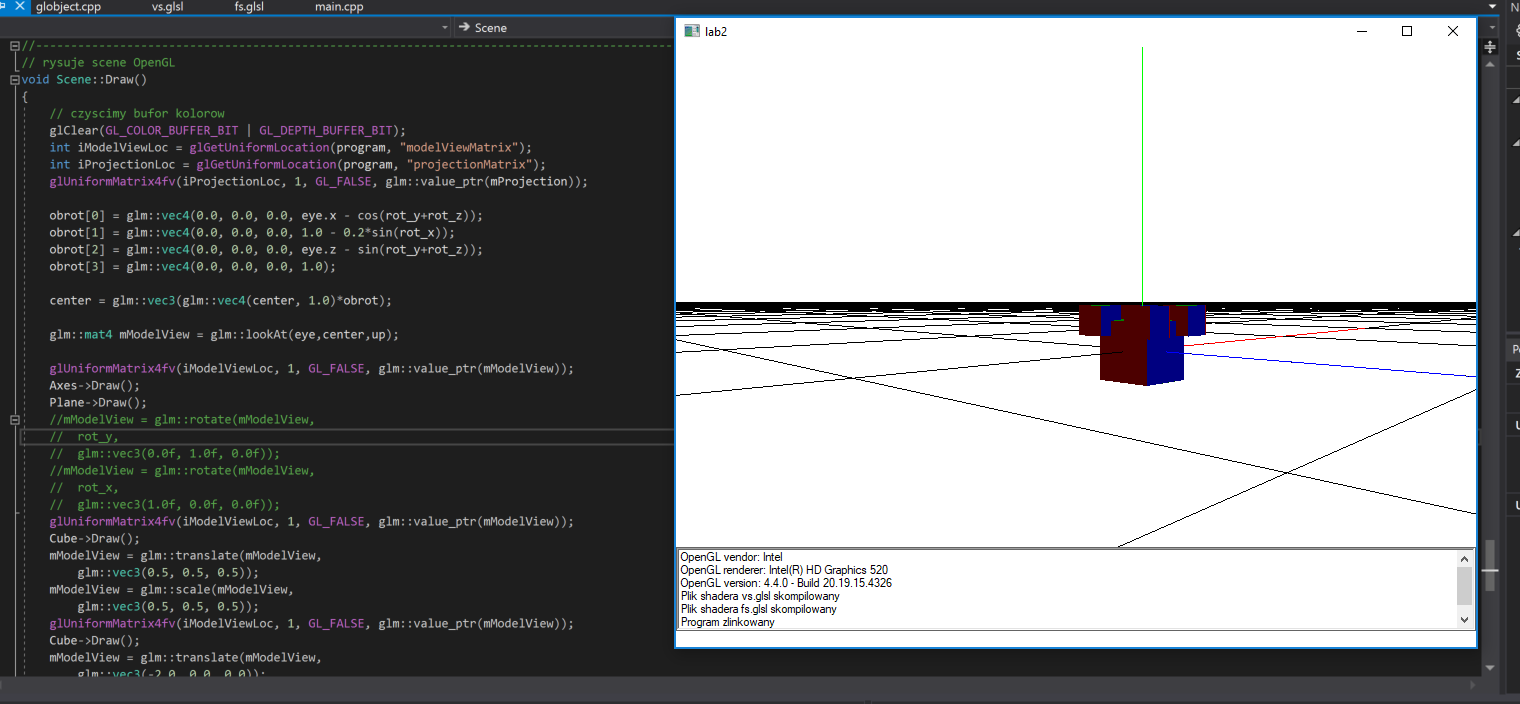 globject.cpp vs.glsl fs.glsl main.cpp
Scene
//--------------------------------------------------------------------------------
// rysuje scene OpenGL
void Scene::Draw()
{
// czyscimy bufor kolorow
glClear(GL_COLOR_BUFFER_BIT | GL_DEPTH_BUFFER_BIT);
int iModelViewLoc = glGetUniformLocation(program, "modelViewMatrix");
int iProjectionLoc = glGetUniformLocation(program, "projectionMatrix");
glUniformMatrix4fv(iProjectionLoc, 1, GL_FALSE, glm::value_ptr(mProjection));
obrot[0] = glm::vec4(0.0, 0.0, 0.0, eye.x - cos(rot_y+rot_z));
obrot[1] = glm::vec4(0.0, 0.0, 0.0, 1.0 - 0.2*sin(rot_x));
obrot[2] = glm::vec4(0.0, 0.0, 0.0, eye.z - sin(rot_y+rot_z));
obrot[3] = glm::vec4(0.0, 0.0, 0.0, 1.0);
center = glm::vec3(glm::vec4(center, 1.0)*obrot);
glm::mat4 mModelView = glm::lookAt(eye,center,up);
glUniformMatrix4fv(iModelViewLoc, 1, GL_FALSE, glm::value_ptr(mModelView));
Axes->Draw();
Plane->Draw();
//mModelView = glm::rotate(mModelView,
// rot_y,
// glm::vec3(0.0f, 1.0f, 0.0f));
//mModelView = glm::rotate(mModelView,
// rot_x,
// glm::vec3(1.0f, 0.0f, 0.0f));
glUniformMatrix4fv(iModelViewLoc, 1, GL_FALSE, glm::value_ptr(mModelView));
Cube->Draw();
mModelView = glm::translate(mModelView,
glm::vec3(0.5, 0.5, 0.5));
mModelView = glm::scale(mModelView,
glm::vec3(0.5, 0.5, 0.5));
glUniformMatrix4fv(iModelViewLoc, 1, GL_FALSE, glm::value_ptr(mModelView));
Cube->Draw();
mModelView = glm::translate(mModelView,
glm::vec3(-2.0, 0.0, 0.0));
lab2
OpenGL vendor: Intel
OpenGL renderer: Intel(R) HD Graphics 520
OpenGL version: 4.4.0 - Build 20.19.15.4326
Plik shadera vs.glsl skompilowany
Plik shadera fs.glsl skompilowany
Program zlinkowany